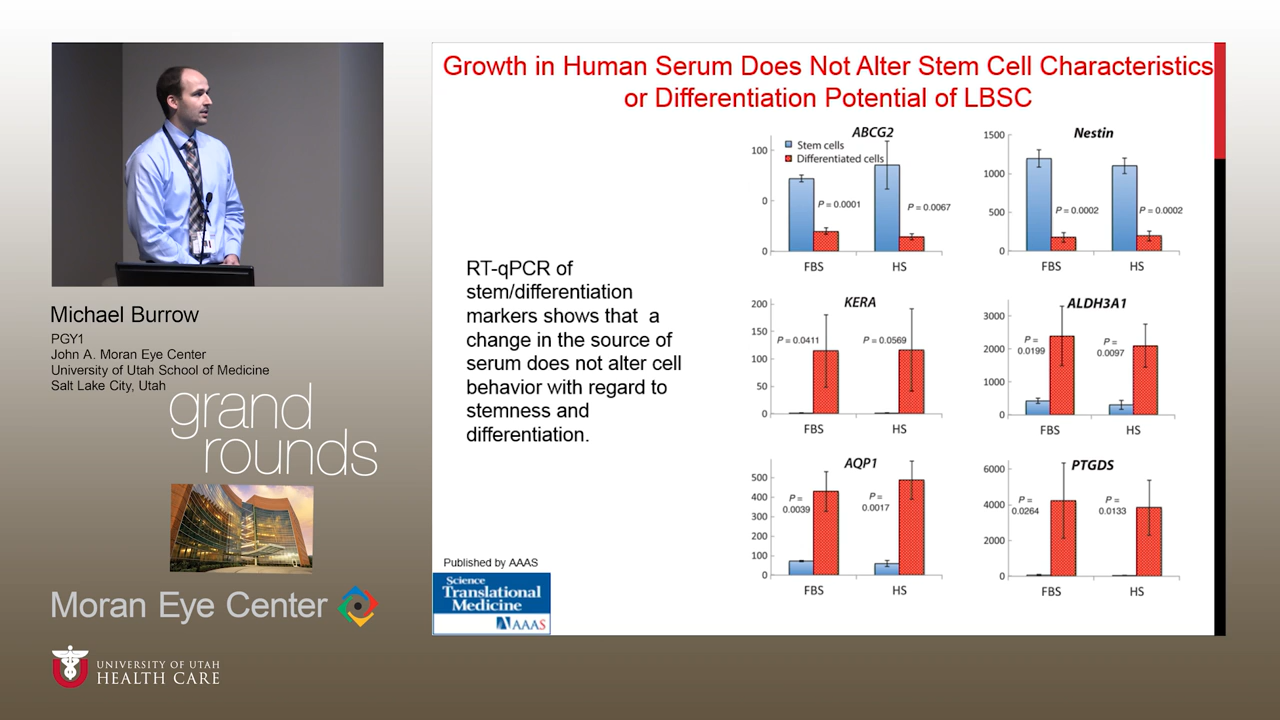 Growth in Human Serum Does Not Alter Stem Cell Characteristics
or Differentiation Potential of LBSC
Michael Burrow
PGY1
John A. Moran Eye Center
University of Utah School of Medicine
Salt Lake City, Utah
grand
rounds
Moran Eye Center
UNIVERSITY OF UTAH
HEALTH CARE
RT-qPCR of
stem/differentiation
markers shows that a
change in the source of
serum does not alter cell
behavior with regard to
stemness and
differentiation.
Published by AAAS
Science
Translational
Medicine
AAAS
ABCG2
Stem cells
Differentiated cells
100
0
0
P = 0.0001
P = 0.0067
FBS
HS
Nestin
1500
1000
500
0
P = 0.0002
P = 0.0002
FBS
HS
KERA
200
150
100
50
0
P = 0.0411
P = 0.0569
FBS
HS
ALDH3A1
3000
2000
1000
0
P =
0.0199
P =
0.0097
FBS
HS
AQP1
500
400
300
200
100
0
P =
0.0039
P =
0.0017
FBS
HS
PTGDS
6000
4000
2000
0
P =
0.0264
P =
0.0133
FBS
HS